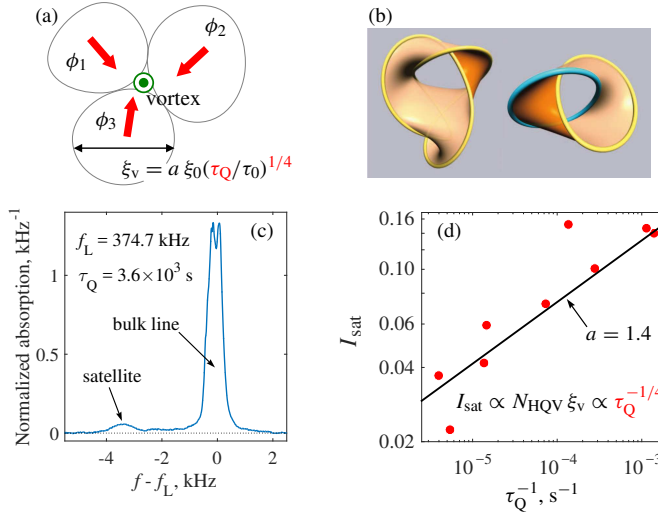 (a)
ϕ1
ϕ2
vortex
ϕ3
ξv = a ξ0(τQ/τ0)^1/4
(b)
Normalized absorption, kHz^-1
1
0.5
0
(c)
fL = 374.7 kHz
τQ = 3.6×10^3 s
bulk line
satellite
-4 -2 0 2
f - fL, kHz
Isat
0.16
0.10
0.06
0.04
0.02
(d)
a = 1.4
Isat ∝ NHQV ξv ∝ τQ^-1/4
10^-5 10^-4 10^-3
τQ^-1, s^-1